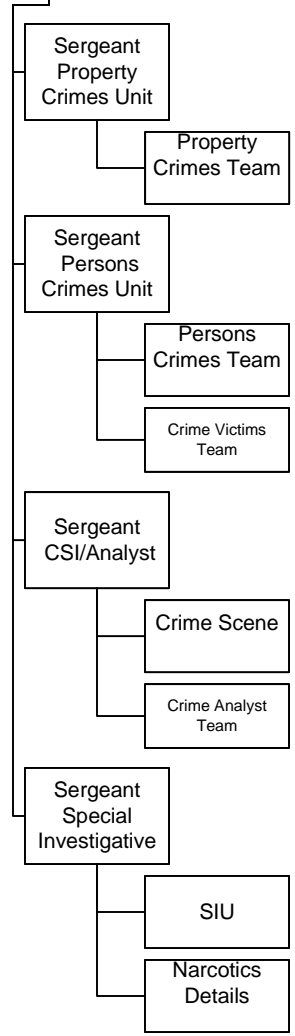 Sergeant
Property
Crimes Unit
Property
Crimes Team
Sergeant
Persons
Crimes Unit
Persons
Crimes Team
Crime Victims
Team
Sergeant
CSI/Analyst
Crime Scene
Crime Analyst
Team
Sergeant
Special
Investigative
SIU
Narcotics
Details